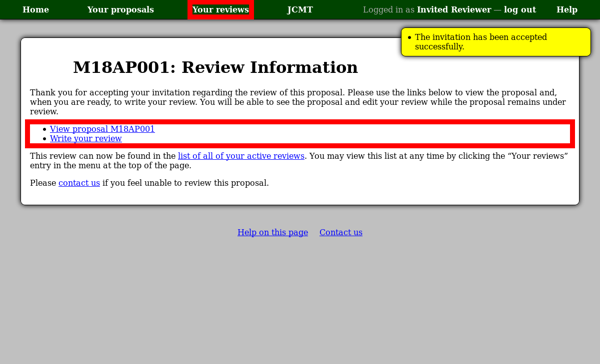 Home Your proposals Your reviews JCMT Logged in as Invited Reviewer — log out Help
• The invitation has been accepted
successfully.
M18AP001: Review Information
Thank you for accepting your invitation regarding the review of this proposal. Please use the links below to view the proposal and,
when you are ready, to write your review. You will be able to see the proposal and edit your review while the proposal remains under
review.
• View proposal M18AP001
• Write your review
This review can now be found in the list of all of your active reviews. You may view this list at any time by clicking the “Your reviews”
entry in the menu at the top of the page.
Please contact us if you feel unable to review this proposal.
Help on this page Contact us